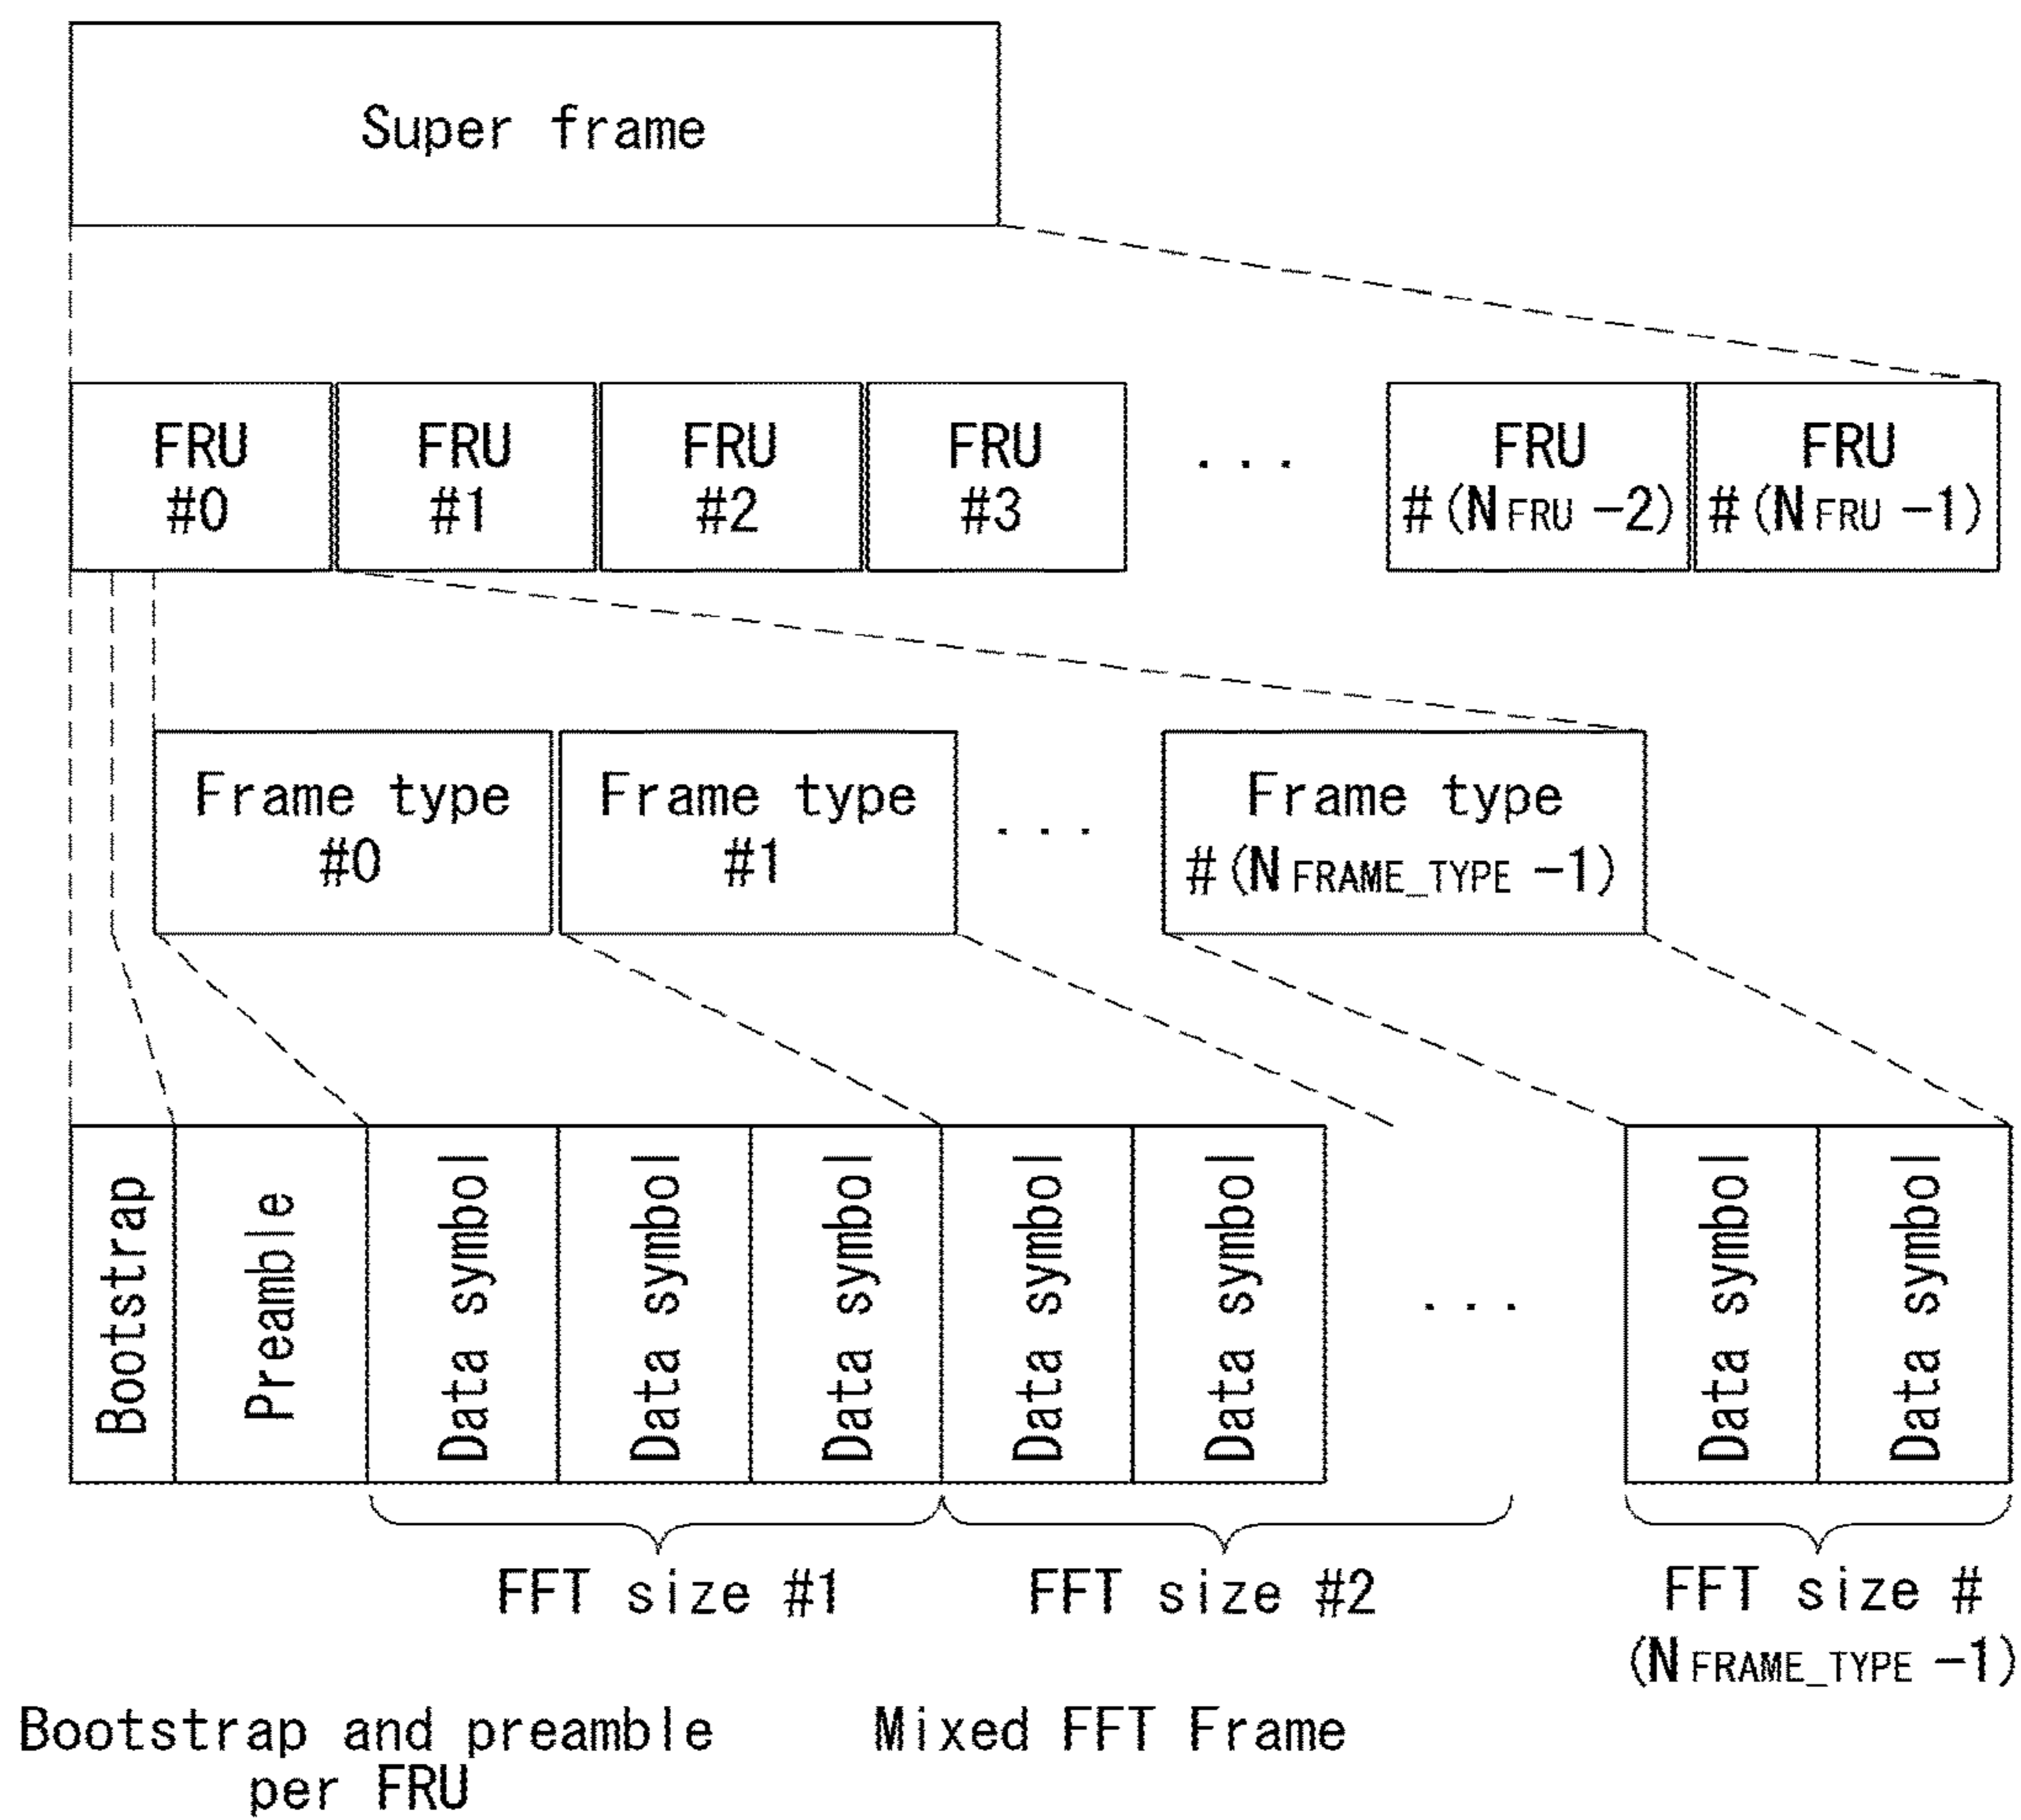 Super frame
FRU FRU FRU FRU ... FRU FRU
#0 #1 #2 #3 #(NFRU-2) #(NFRU-1)
Frame type Frame type ... Frame type
#0 #1 #(NFRAME_TYPE-1)
Bootstrap
Preamble
Data symbol
Data symbol
Data symbol
Data symbol
Data symbol
...
Data symbol
Data symbol
FFT size #1 FFT size #2 FFT size #
(NFRAME_TYPE-1)
Bootstrap and preamble Mixed FFT Frame
per FRU